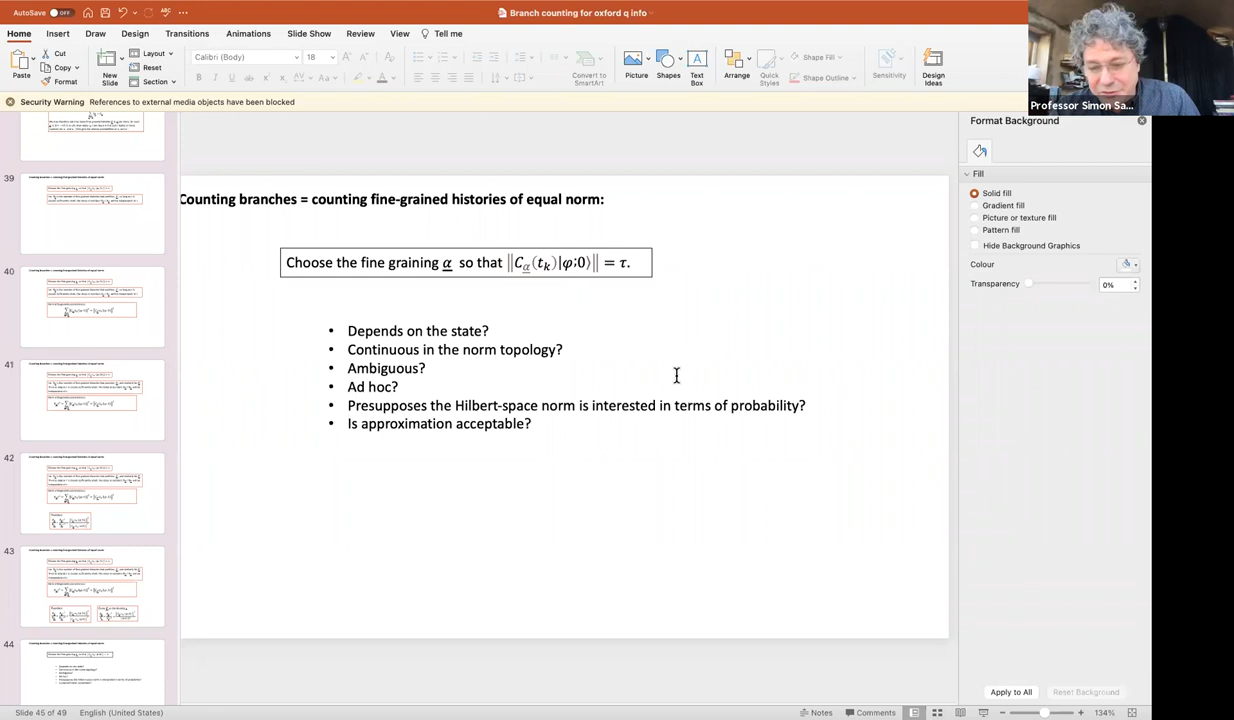 AutoSave OFF
Branch counting for oxford q info
Home Insert Draw Design Transitions Animations Slide Show Review View Tell me
Paste
Cut
Copy
Format
New Slide
Layout
Reset
Section
Calibri (Body) 18
Convert to SmartArt
Picture Shapes Text Box
Arrange Quick Styles
Shape Fill
Shape Outline
Sensitivity
Design Ideas
Professor Simon Sa...
Security Warning References to external media objects have been blocked
Format Background
Fill
Solid fill
Gradient fill
Picture or texture fill
Pattern fill
Hide Background Graphics
Colour
Transparency 0%
39
40
41
42
43
44
Counting branches = counting fine-grained histories of equal norm:
Choose the fine graining α so that ‖C_α(t_k)|φ;0⟩‖ = τ.
• Depends on the state?
• Continuous in the norm topology?
• Ambiguous?
• Ad hoc?
• Presupposes the Hilbert-space norm is interested in terms of probability?
• Is approximation acceptable?
Apply to All Reset Background
Slide 45 of 49 English (United States) Notes Comments 134%